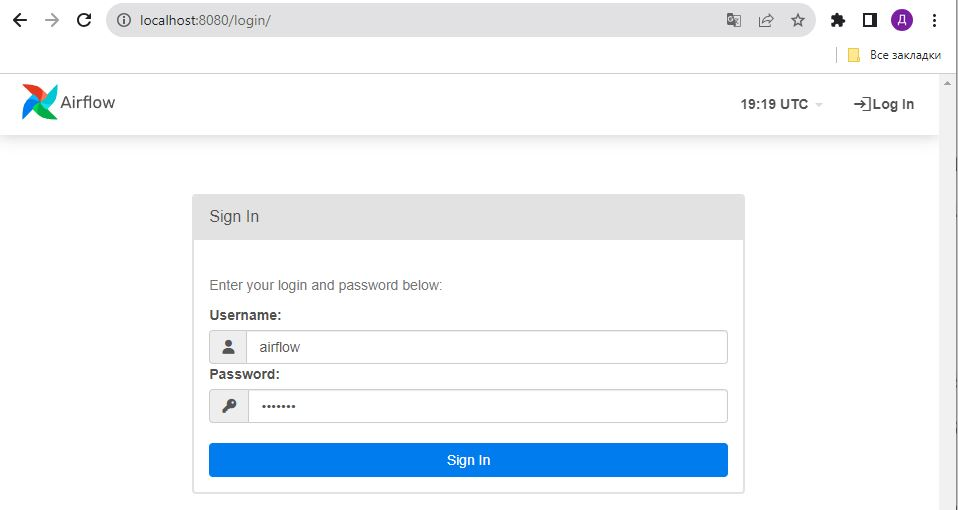 localhost:8080/login/
Д
Все закладки
Airflow
19:19 UTC
Log In
Sign In
Enter your login and password below:
Username:
airflow
Password:
•••••••
Sign In